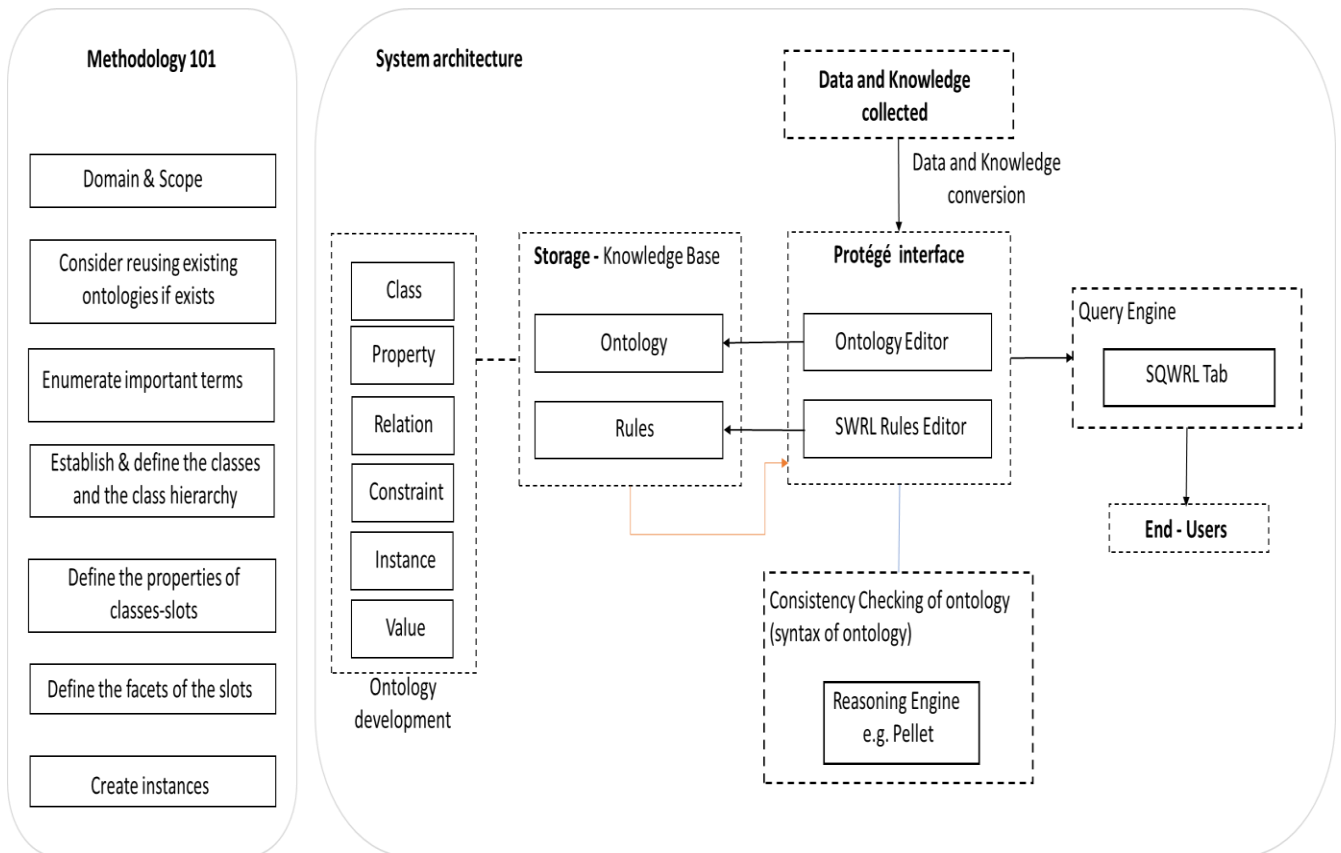 Methodology 101
Domain & Scope
Consider reusing existing
ontologies if exists
Enumerate important terms
Establish & define the classes
and the class hierarchy
Define the properties of
classes-slots
Define the facets of the slots
Create instances
System architecture
Data and Knowledge
collected
Data and Knowledge
conversion
Class
Property
Relation
Constraint
Instance
Value
Ontology
development
Storage - Knowledge Base
Ontology
Rules
Protégé interface
Ontology Editor
SWRL Rules Editor
Query Engine
SQWRL Tab
End - Users
Consistency Checking of ontology
(syntax of ontology)
Reasoning Engine
e.g. Pellet